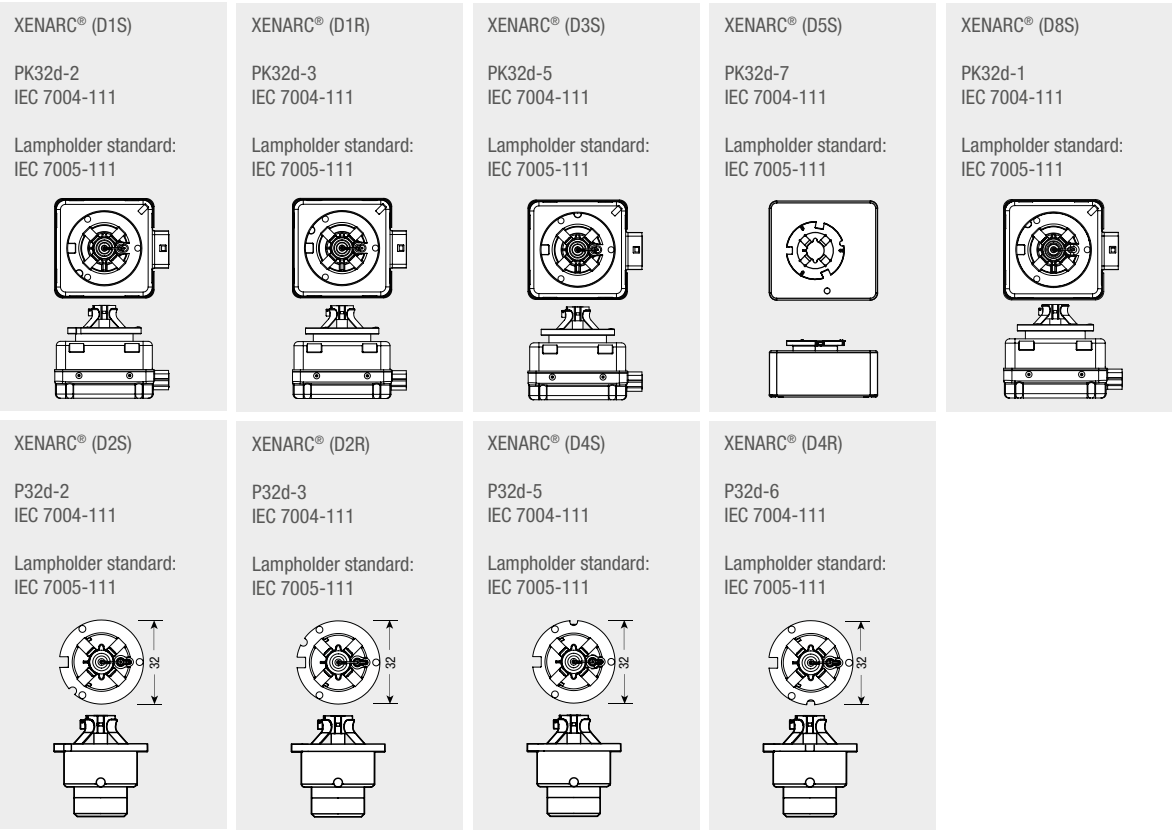 XENARC® (D1S)
PK32d-2
IEC 7004-111
Lampholder standard:
IEC 7005-111
XENARC® (D1R)
PK32d-3
IEC 7004-111
Lampholder standard:
IEC 7005-111
XENARC® (D3S)
PK32d-5
IEC 7004-111
Lampholder standard:
IEC 7005-111
XENARC® (D5S)
PK32d-7
IEC 7004-111
Lampholder standard:
IEC 7005-111
XENARC® (D8S)
PK32d-1
IEC 7004-111
Lampholder standard:
IEC 7005-111
XENARC® (D2S)
P32d-2
IEC 7004-111
Lampholder standard:
IEC 7005-111
32
XENARC® (D2R)
P32d-3
IEC 7004-111
Lampholder standard:
IEC 7005-111
32
XENARC® (D4S)
P32d-5
IEC 7004-111
Lampholder standard:
IEC 7005-111
32
XENARC® (D4R)
P32d-6
IEC 7004-111
Lampholder standard:
IEC 7005-111
32